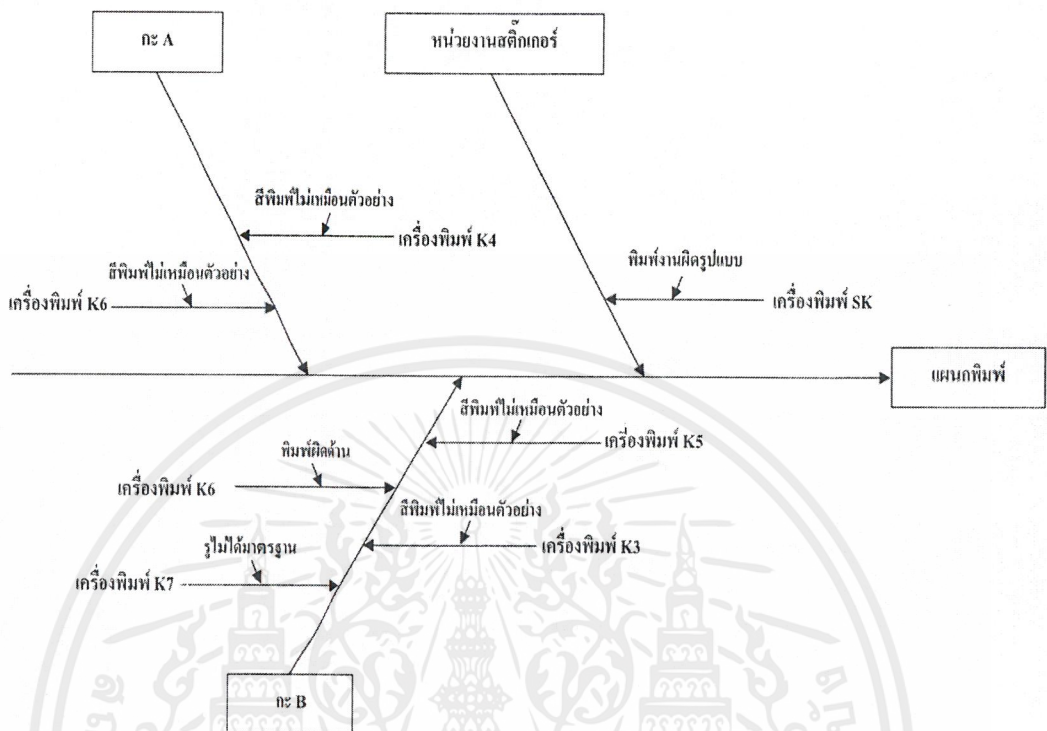 กะ A
หน่วยงานสติ๊กเกอร์
สีพิมพ์ไม่เหมือนตัวอย่าง
เครื่องพิมพ์ K4
สีพิมพ์ไม่เหมือนตัวอย่าง
เครื่องพิมพ์ K6
พิมพ์งานผิดรูปแบบ
เครื่องพิมพ์ SK
แผนกพิมพ์
สีพิมพ์ไม่เหมือนตัวอย่าง
เครื่องพิมพ์ K5
พิมพ์ผิดด้าน
เครื่องพิมพ์ K6
สีพิมพ์ไม่เหมือนตัวอย่าง
เครื่องพิมพ์ K3
รูไม่ได้มาตรฐาน
เครื่องพิมพ์ K7
กะ B